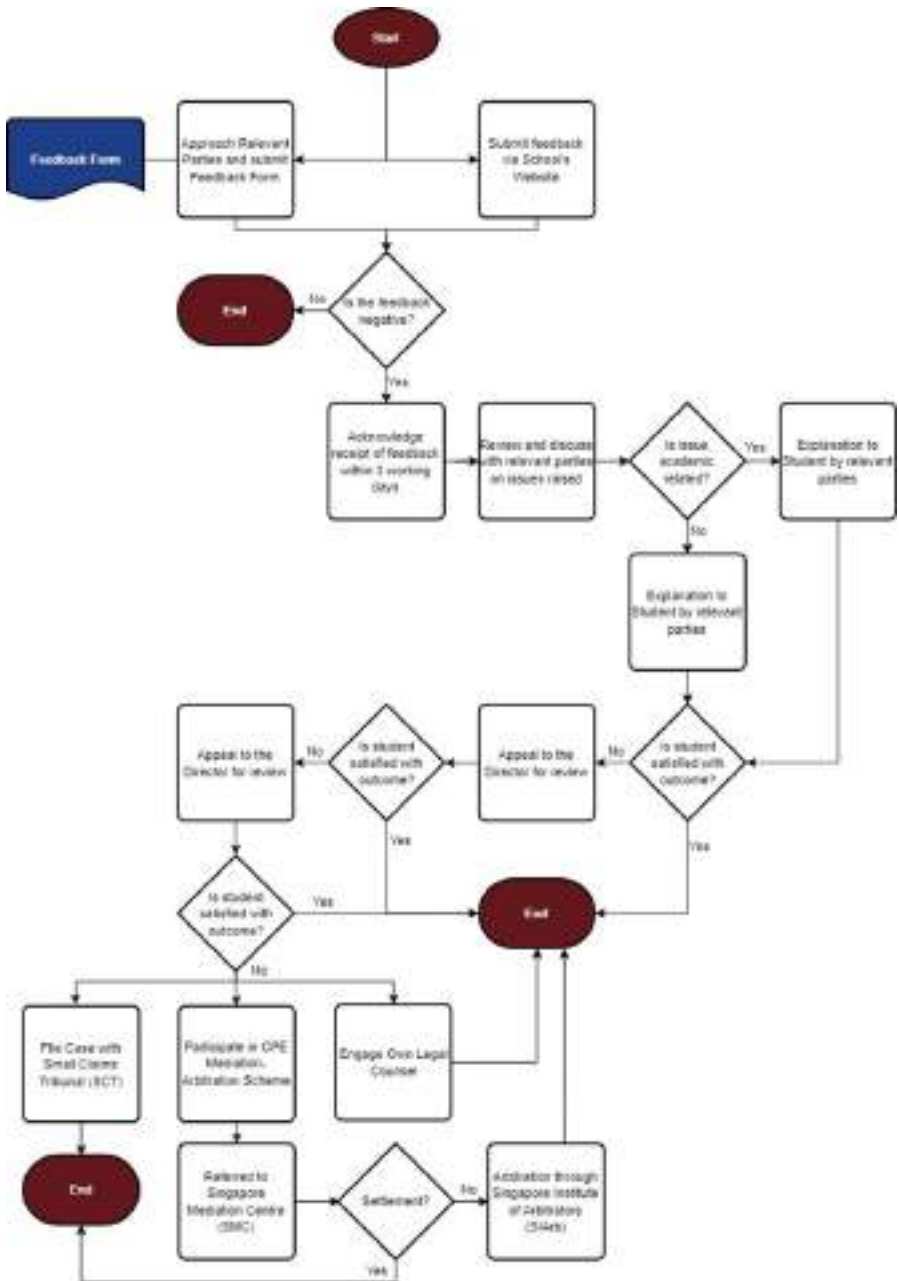 Start
Feedback Form
Approach Relevant
Parties and submit
Feedback Form
Submit feedback
via School's
Website
End
No
Is the feedback
negative?
Yes
Acknowledge
receipt of feedback
within 3 working
days
Review and discuss
with relevant parties
on issues raised
Is issue
academic
related?
Yes
Explanation to
Student by relevant
parties
No
Explanation to
Student by relevant
parties
Appeal to the
Director for review
No
Is student
satisfied with
outcome?
Appeal to the
Director for review
No
Is student
satisfied with
outcome?
Yes
Yes
Is student
satisfied with
outcome?
Yes
End
No
File Case with
Small Claims
Tribunal (SCT)
Participate in CPE
Mediation-
Arbitration Scheme
Engage Own Legal
Counsel
End
Referred to
Singapore
Mediation Centre
(SMC)
Settlement?
No
Arbitration through
Singapore Institute
of Arbitrators
(SIArb)
Yes